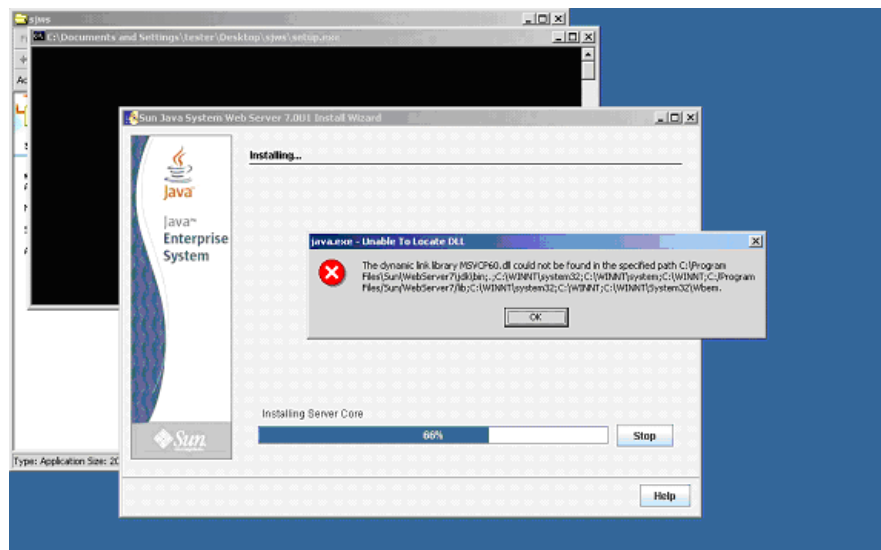 sjws
C:\Documents and Settings\tester\Desktop\sjws\setup.exe
Ac
Sun Java System Web Server 7.0U1 Install Wizard
Installing...
Java
Java™
Enterprise
System
java.exe - Unable To Locate DLL
The dynamic link library MSVCP60.dll could not be found in the specified path C:\Program
Files\Sun\WebServer7\jdk\bin;.;C:\WINNT\system32;C:\WINNT\system;C:\WINNT;C:/Program
Files/Sun/WebServer7/lib;C:\WINNT\system32;C:\WINNT;C:\WINNT\System32\Wbem.
OK
Installing Server Core
66%
Stop
Sun
Type: Application Size: 20
Help